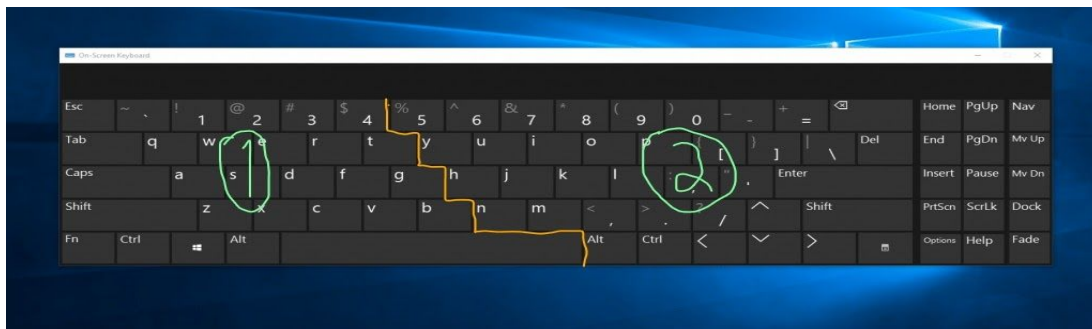 On-Screen Keyboard
Esc ~ ` ! 1 @ 2 # 3 $ 4 % 5 ^ 6 & 7 * 8 ( 9 ) 0 _ - + = Home PgUp Nav
Tab q w e r t y u i o p { [ } ] | \ Del End PgDn Mv Up
Caps a s d f g h j k l : ; " ' Enter Insert Pause Mv Dn
Shift z x c v b n m < , > . ? / Shift PrtScn ScrLk Dock
Fn Ctrl Alt Alt Ctrl Options Help Fade
1 2